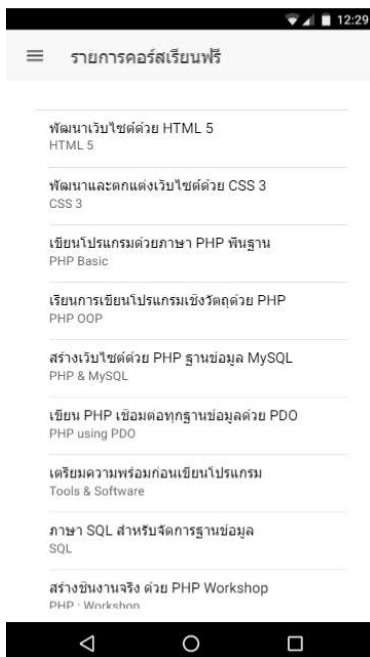 12:29
รายการคอร์สเรียนฟรี
พัฒนาเว็บไซต์ด้วย HTML 5
HTML 5
พัฒนาและตกแต่งเว็บไซต์ด้วย CSS 3
CSS 3
เขียนโปรแกรมด้วยภาษา PHP พื้นฐาน
PHP Basic
เรียนการเขียนโปรแกรมเชิงวัตถุด้วย PHP
PHP OOP
สร้างเว็บไซต์ด้วย PHP ฐานข้อมูล MySQL
PHP & MySQL
เขียน PHP เชื่อมต่อทุกฐานข้อมูลด้วย PDO
PHP using PDO
เตรียมความพร้อมก่อนเขียนโปรแกรม
Tools & Software
ภาษา SQL สำหรับจัดการฐานข้อมูล
SQL
สร้างชิ้นงานจริง ด้วย PHP Workshop
PHP : Workshop